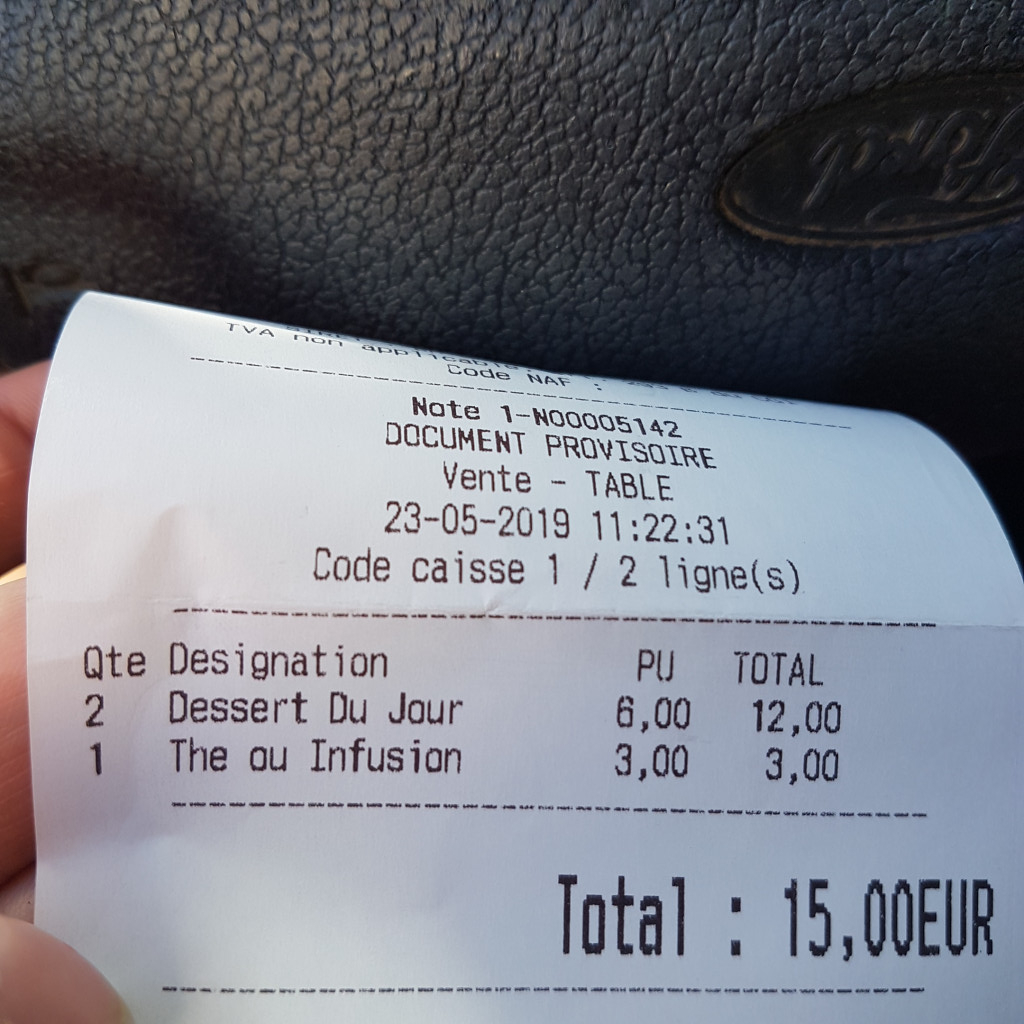 Ford
TVA non applicable
Code NAF :
Note 1-N00005142
DOCUMENT PROVISOIRE
Vente - TABLE
23-05-2019 11:22:31
Code caisse 1 / 2 ligne(s)
Qte Designation PU TOTAL
2 Dessert Du Jour 6,00 12,00
1 The ou Infusion 3,00 3,00
Total : 15,00EUR